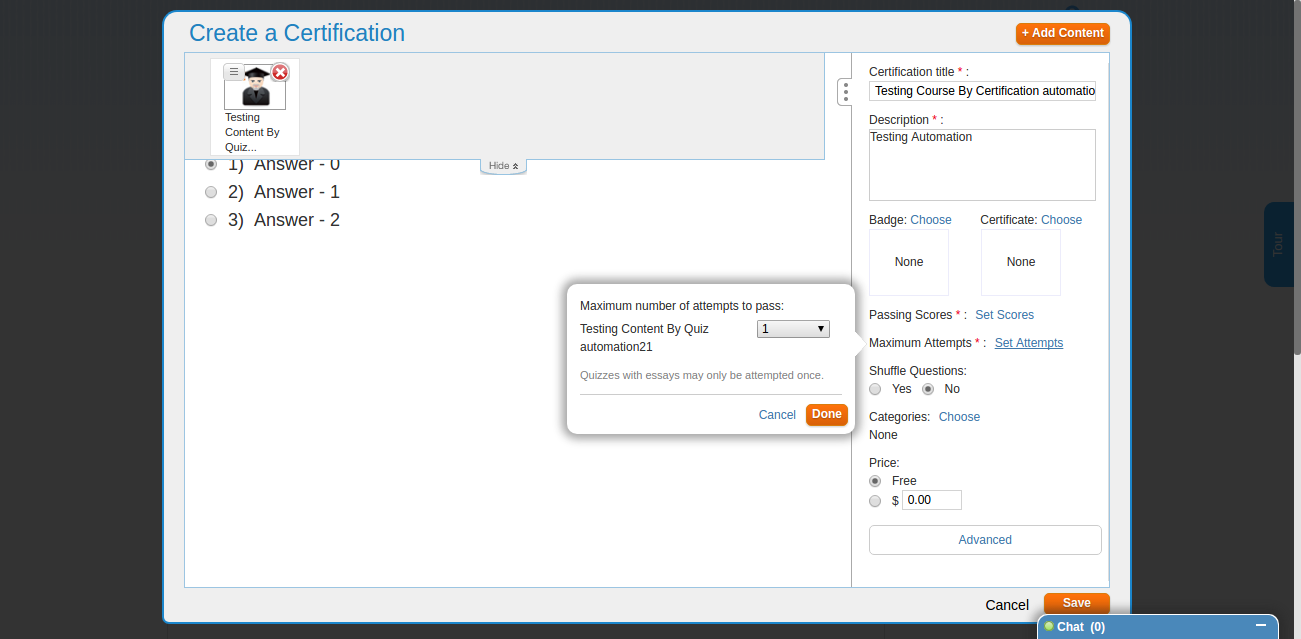 Create a Certification
+ Add Content
Testing
Content By
Quiz...
Hide
1) Answer - 0
2) Answer - 1
3) Answer - 2
Certification title * :
Testing Course By Certification automatio
Description * :
Testing Automation
Badge: Choose
Certificate: Choose
None
None
Passing Scores * : Set Scores
Maximum Attempts * : Set Attempts
Maximum number of attempts to pass:
Testing Content By Quiz
automation21
1
Quizzes with essays may only be attempted once.
Cancel
Done
Shuffle Questions:
Yes
No
Categories: Choose
None
Price:
Free
$ 0.00
Advanced
Cancel
Save
Chat (0)
Tour